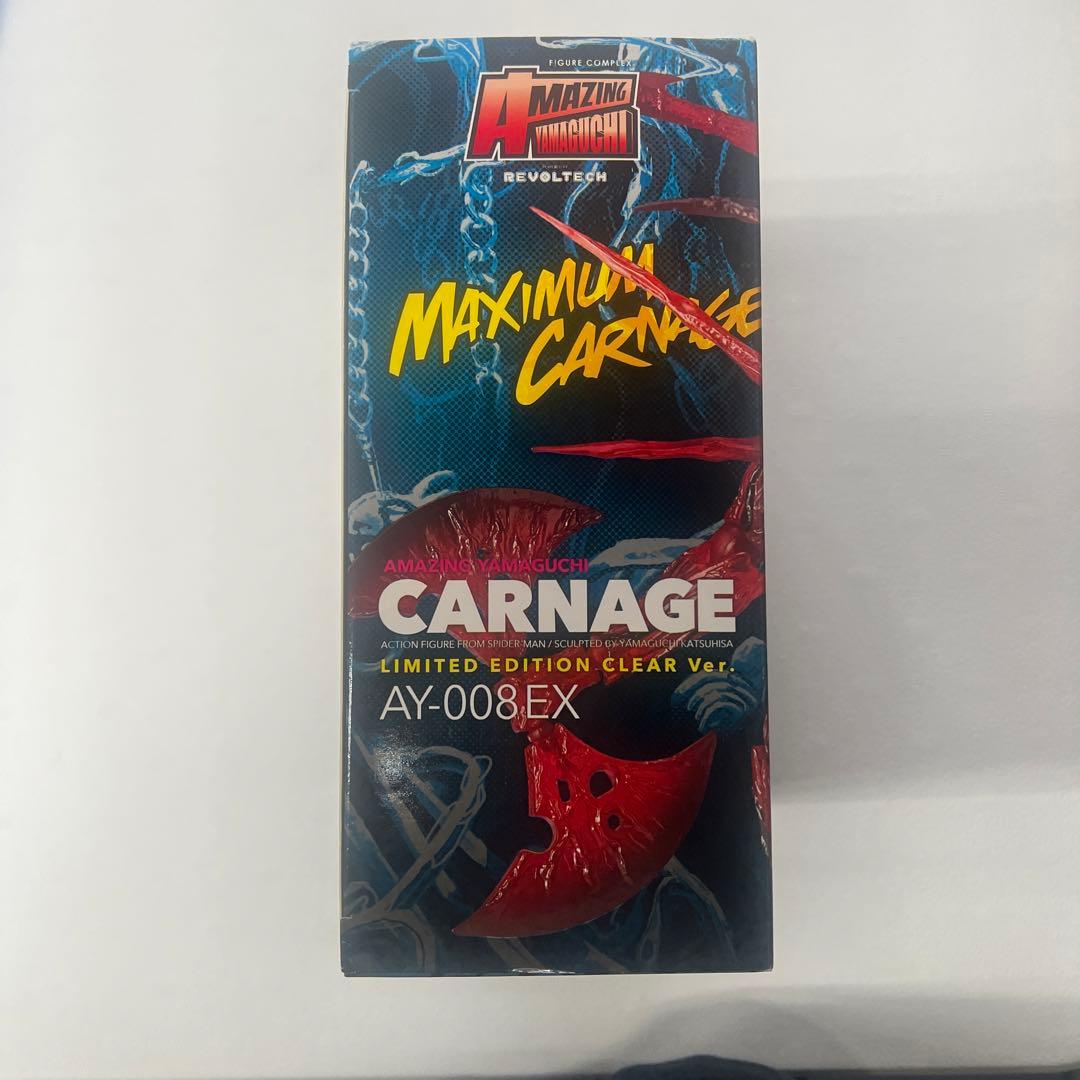 FIGURE COMPLEX
AMAZING
YAMAGUCHI
REVOLTECH
MAXIMUM
CARNAGE
AMAZING YAMAGUCHI
CARNAGE
ACTION FIGURE FROM SPIDER-MAN / SCULPTED BY YAMAGUCHI KATSUHISA
LIMITED EDITION CLEAR Ver.
AY-008EX